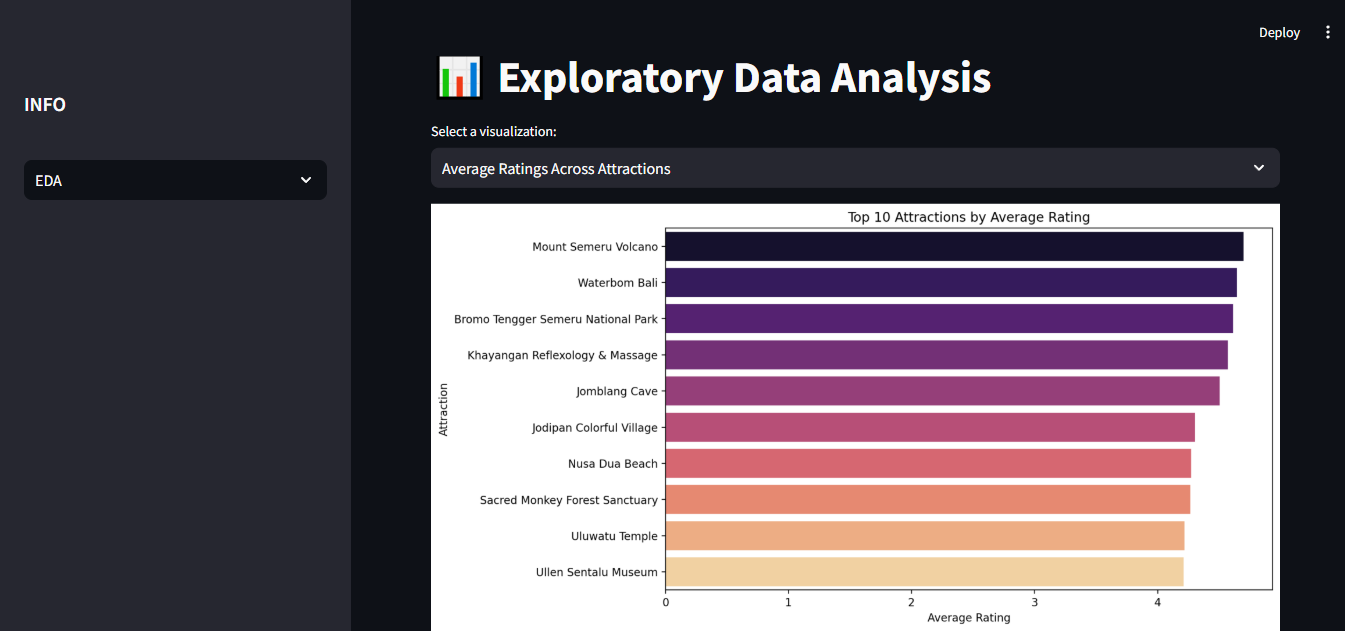 Deploy
INFO
EDA
Exploratory Data Analysis
Select a visualization:
Average Ratings Across Attractions
Top 10 Attractions by Average Rating
Attraction
Mount Semeru Volcano
Waterbom Bali
Bromo Tengger Semeru National Park
Khayangan Reflexology & Massage
Jomblang Cave
Jodipan Colorful Village
Nusa Dua Beach
Sacred Monkey Forest Sanctuary
Uluwatu Temple
Ullen Sentalu Museum
0 1 2 3 4
Average Rating